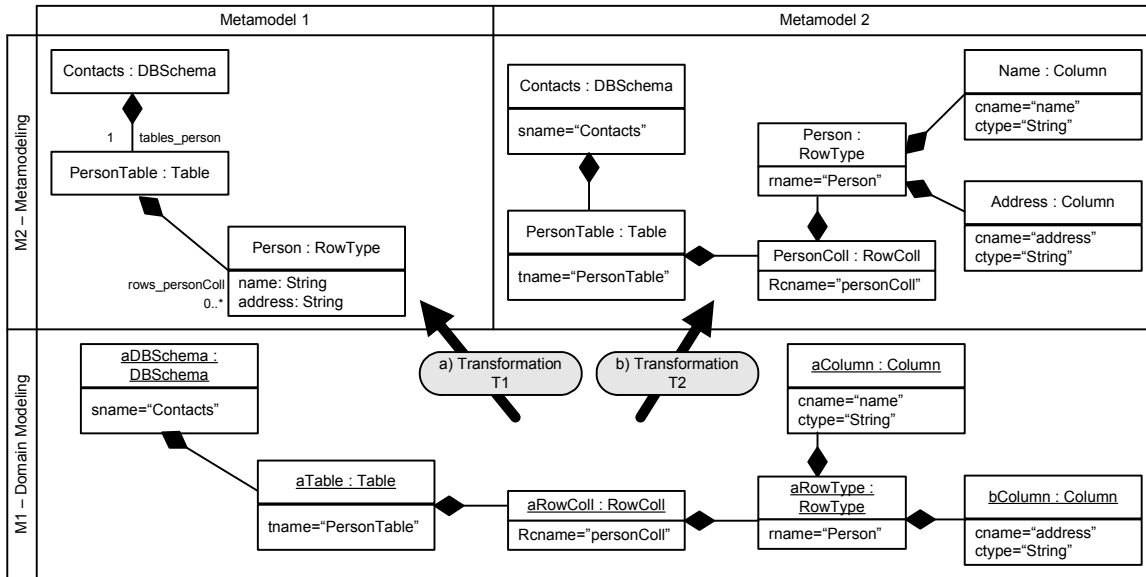 Metamodel 1
Metamodel 2
M2 – Metamodeling
Contacts : DBSchema
1
tables_person
PersonTable : Table
Person : RowType
name: String
address: String
rows_personColl
0..*
Contacts : DBSchema
sname=“Contacts”
PersonTable : Table
tname=“PersonTable”
Person :
RowType
rname=“Person”
PersonColl : RowColl
Rcname=“personColl”
Name : Column
cname=“name”
ctype=“String”
Address : Column
cname=“address”
ctype=“String”
a) Transformation
T1
b) Transformation
T2
M1 – Domain Modeling
aDBSchema :
DBSchema
sname=“Contacts”
aTable : Table
tname=“PersonTable”
aRowColl : RowColl
Rcname=“personColl”
aColumn : Column
cname=“name”
ctype=“String”
aRowType :
RowType
rname=“Person”
bColumn : Column
cname=“address”
ctype=“String”